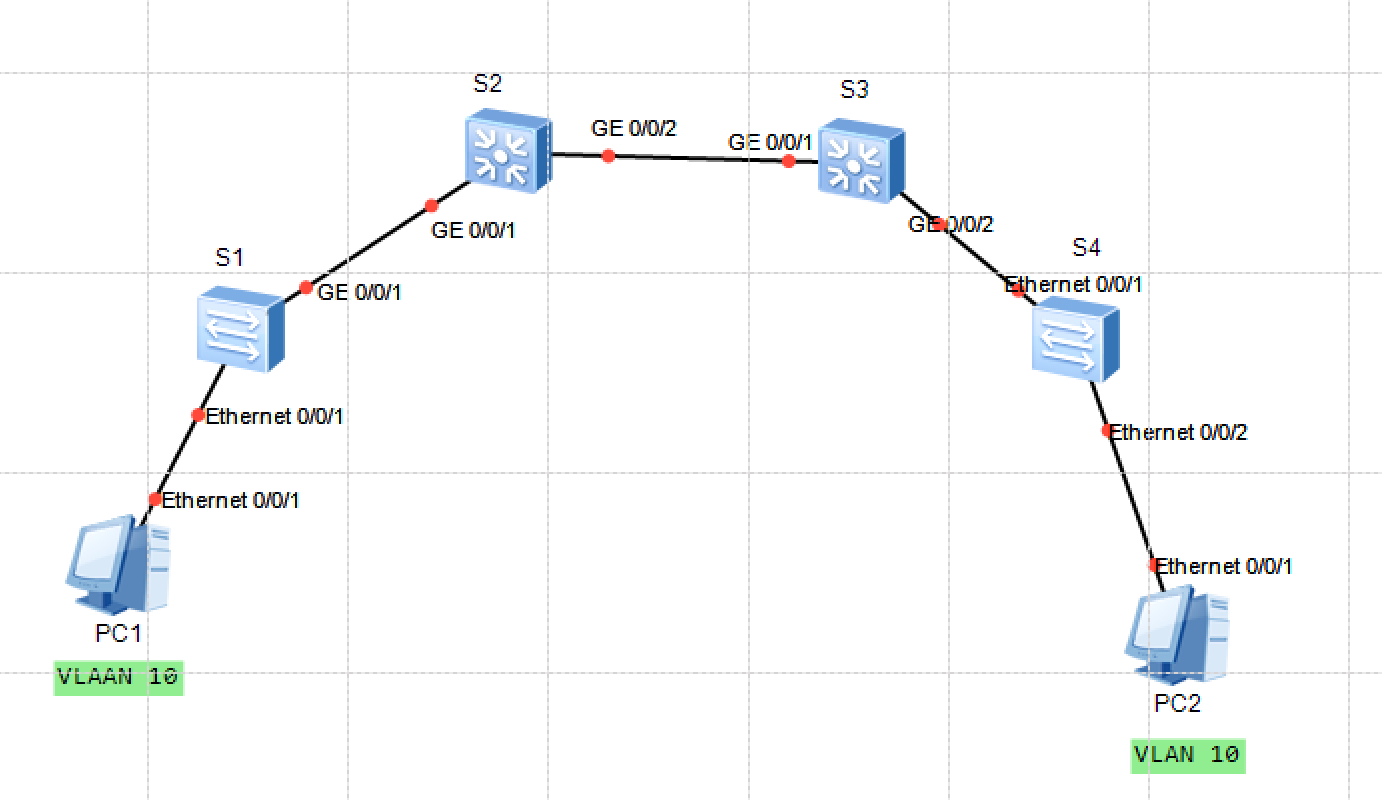 S2
S3
GE 0/0/2
GE 0/0/1
GE 0/0/1
GE 0/0/2
S1
S4
GE 0/0/1
Ethernet 0/0/1
Ethernet 0/0/1
Ethernet 0/0/2
Ethernet 0/0/1
Ethernet 0/0/1
PC1
VLAAN 10
PC2
VLAN 10